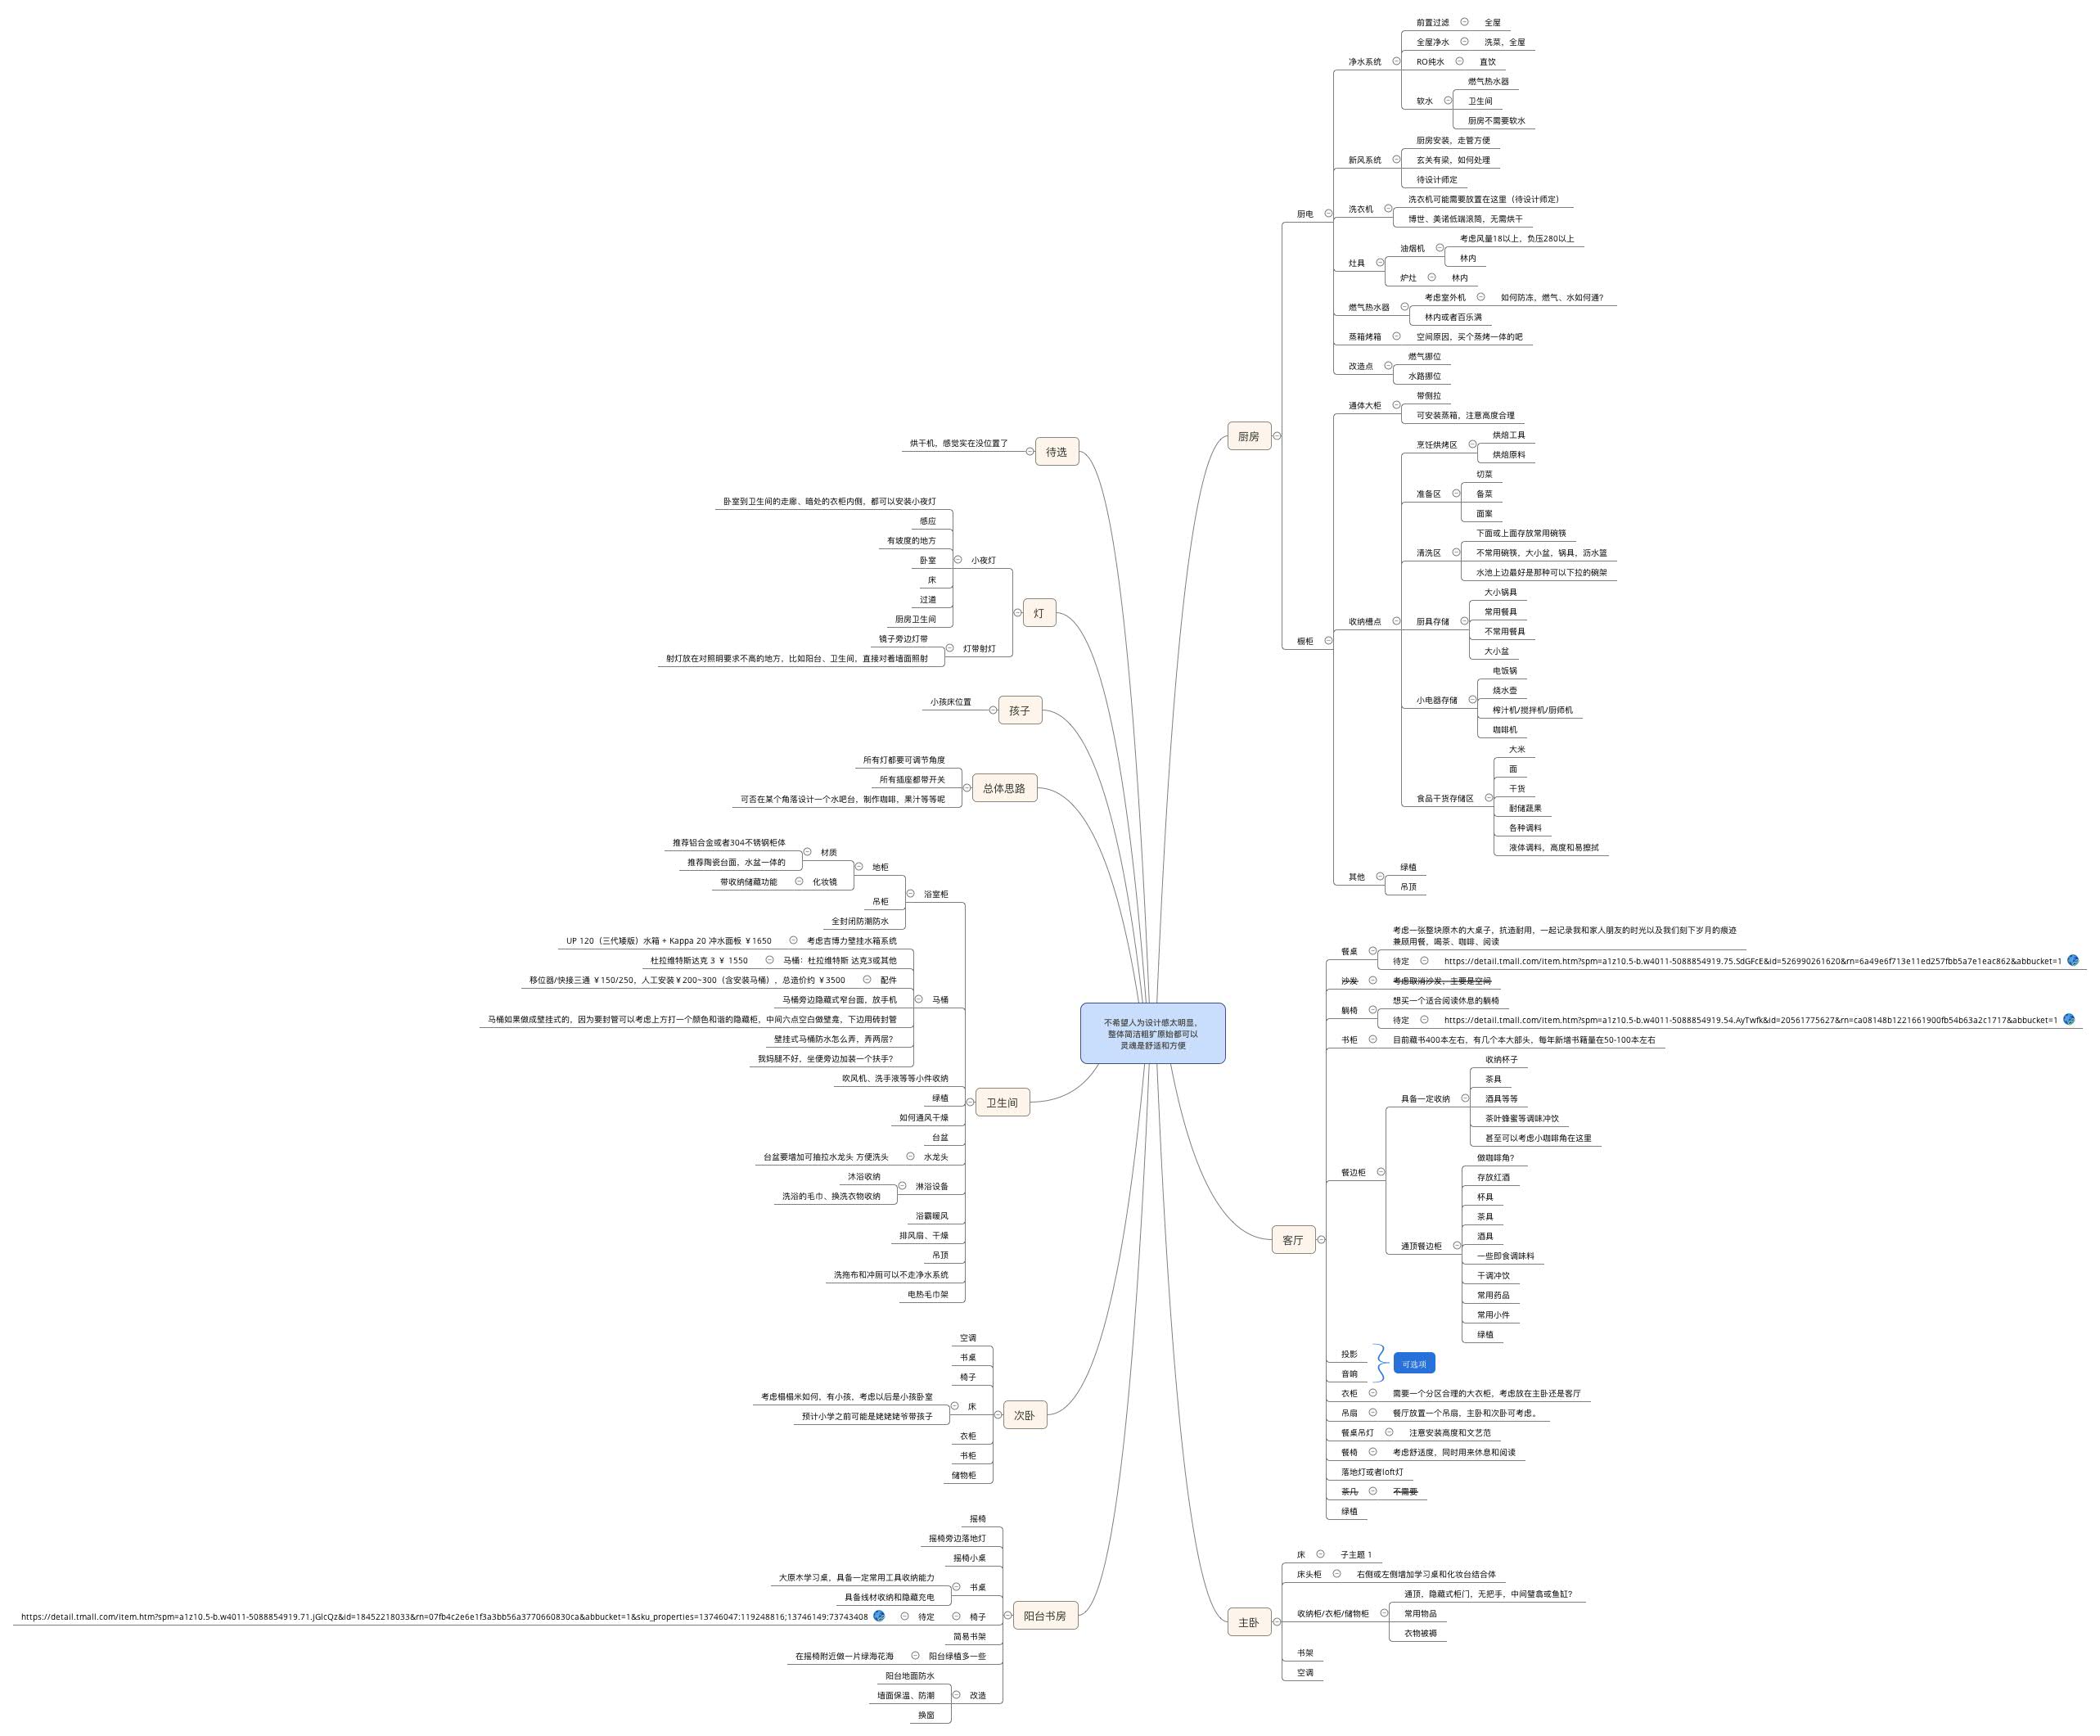 不希望人为设计感太明显，
整体简洁粗犷原始都可以
灵魂是舒适和方便
厨房
厨电
净水系统
前置过滤
全屋
全屋净水
洗菜，全屋
RO纯水
直饮
软水
燃气热水器
卫生间
厨房不需要软水
新风系统
厨房安装，走管方便
玄关有梁，如何处理
待设计师定
洗衣机
洗衣机可能需要放置在这里（待设计师定）
博世、美诺低端滚筒，无需烘干
灶具
油烟机
考虑风量18以上，负压280以上
林内
炉灶
林内
燃气热水器
考虑室外机
如何防冻，燃气、水如何通？
林内或者百乐满
蒸箱烤箱
空间原因，买个蒸烤一体的吧
改造点
燃气挪位
水路挪位
橱柜
通体大柜
带侧拉
可安装蒸箱，注意高度合理
收纳槽点
烹饪烘烤区
烘焙工具
烘焙原料
准备区
切菜
备菜
面案
清洗区
下面或上面存放常用碗筷
不常用碗筷，大小盆，锅具，沥水篮
水池上边最好是那种可以下拉的碗架
厨具存储
大小锅具
常用餐具
不常用餐具
大小盆
小电器存储
电饭锅
烧水壶
榨汁机/搅拌机/厨师机
咖啡机
食品干货存储区
大米
面
干货
耐储蔬果
各种调料
液体调料，高度和易擦拭
其他
绿植
吊顶
客厅
餐桌
考虑一张整块原木的大桌子，抗造耐用，一起记录我和家人朋友的时光以及我们刻下岁月的痕迹
兼顾用餐，喝茶、咖啡、阅读
待定
https://detail.tmall.com/item.htm?spm=a1z10.5-b.w4011-5088854919.75.SdGFcE&id=526990261620&rn=6a49e6f713e11ed257fbb5a7e1eac862&abbucket=1
沙发
考虑取消沙发，主要是空间
躺椅
想买一个适合阅读休息的躺椅
待定
https://detail.tmall.com/item.htm?spm=a1z10.5-b.w4011-5088854919.54.AyTwfk&id=20561775627&rn=ca08148b1221661900fb54b63a2c1717&abbucket=1
书柜
目前藏书400本左右，有几个本大部头，每年新增书籍量在50-100本左右
餐边柜
具备一定收纳
收纳杯子
茶具
酒具等等
茶叶蜂蜜等调味冲饮
甚至可以考虑小咖啡角在这里
通顶餐边柜
做咖啡角？
存放红酒
杯具
茶具
酒具
一些即食调味料
干调冲饮
常用药品
常用小件
绿植
投影
音响
可选项
衣柜
需要一个分区合理的大衣柜，考虑放在主卧还是客厅
吊扇
餐厅放置一个吊扇，主卧和次卧可考虑。
餐桌吊灯
注意安装高度和文艺范
餐椅
考虑舒适度，同时用来休息和阅读
落地灯或者loft灯
茶几
不需要
绿植
主卧
床
子主题 1
床头柜
右侧或左侧增加学习桌和化妆台结合体
收纳柜/衣柜/储物柜
通顶，隐藏式柜门，无把手，中间璧翕或鱼缸？
常用物品
衣物被褥
书架
空调
待选
烘干机，感觉实在没位置了
灯
小夜灯
卧室到卫生间的走廊、暗处的衣柜内侧，都可以安装小夜灯
感应
有坡度的地方
卧室
床
过道
厨房卫生间
灯带射灯
镜子旁边灯带
射灯放在对照明要求不高的地方，比如阳台、卫生间，直接对着墙面照射
孩子
小孩床位置
总体思路
所有灯都要可调节角度
所有插座都带开关
可否在某个角落设计一个水吧台，制作咖啡，果汁等等呢
卫生间
浴室柜
地柜
材质
推荐铝合金或者304不锈钢柜体
推荐陶瓷台面，水盆一体的
化妆镜
带收纳储藏功能
吊柜
全封闭防潮防水
马桶
考虑吉博力壁挂水箱系统
UP 120（三代矮版）水箱 + Kappa 20 冲水面板 ￥1650
马桶：杜拉维特斯 达克3或其他
杜拉维特斯达克 3 ￥ 1550
配件
移位器/快接三通 ￥150/250，人工安装￥200~300（含安装马桶），总造价约 ￥3500
马桶旁边隐藏式窄台面，放手机
马桶如果做成壁挂式的，因为要封管可以考虑上方打一个颜色和谐的隐藏柜，中间六点空白做壁龛，下边用砖封管
壁挂式马桶防水怎么弄，弄两层？
我妈腿不好，坐便旁边加装一个扶手？
吹风机、洗手液等等小件收纳
绿植
如何通风干燥
台盆
水龙头
台盆要增加可抽拉水龙头 方便洗头
淋浴设备
沐浴收纳
洗浴的毛巾、换洗衣物收纳
浴霸暖风
排风扇、干燥
吊顶
洗拖布和冲厕可以不走净水系统
电热毛巾架
次卧
空调
书桌
椅子
床
考虑榻榻米如何，有小孩，考虑以后是小孩卧室
预计小学之前可能是姥姥姥爷带孩子
衣柜
书柜
储物柜
阳台书房
摇椅
摇椅旁边落地灯
摇椅小桌
书桌
大原木学习桌，具备一定常用工具收纳能力
具备线材收纳和隐藏充电
椅子
待定
https://detail.tmall.com/item.htm?spm=a1z10.5-b.w4011-5088854919.71.jGlcQz&id=18452218033&rn=07fb4c2e6e1f3a3bb56a3770660830ca&abbucket=1&sku_properties=13746047:119248816;13746149:73743408
简易书架
阳台绿植多一些
在摇椅附近做一片绿海花海
改造
阳台地面防水
墙面保温、防潮
换窗